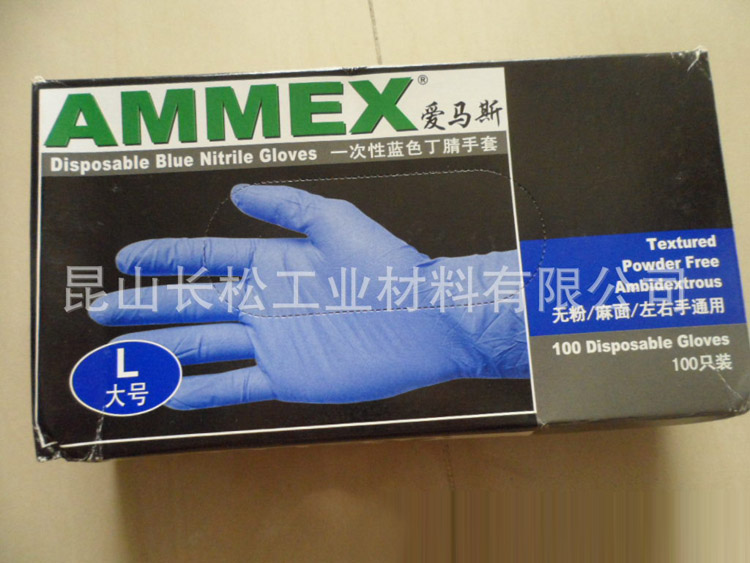 AMMEX® 爱马斯
Disposable Blue Nitrile Gloves 一次性蓝色丁腈手套
昆山长松工业材料有限公司
Textured
Powder Free
Ambidextrous
无粉/麻面/左右手通用
L
大号
100 Disposable Gloves
100只装